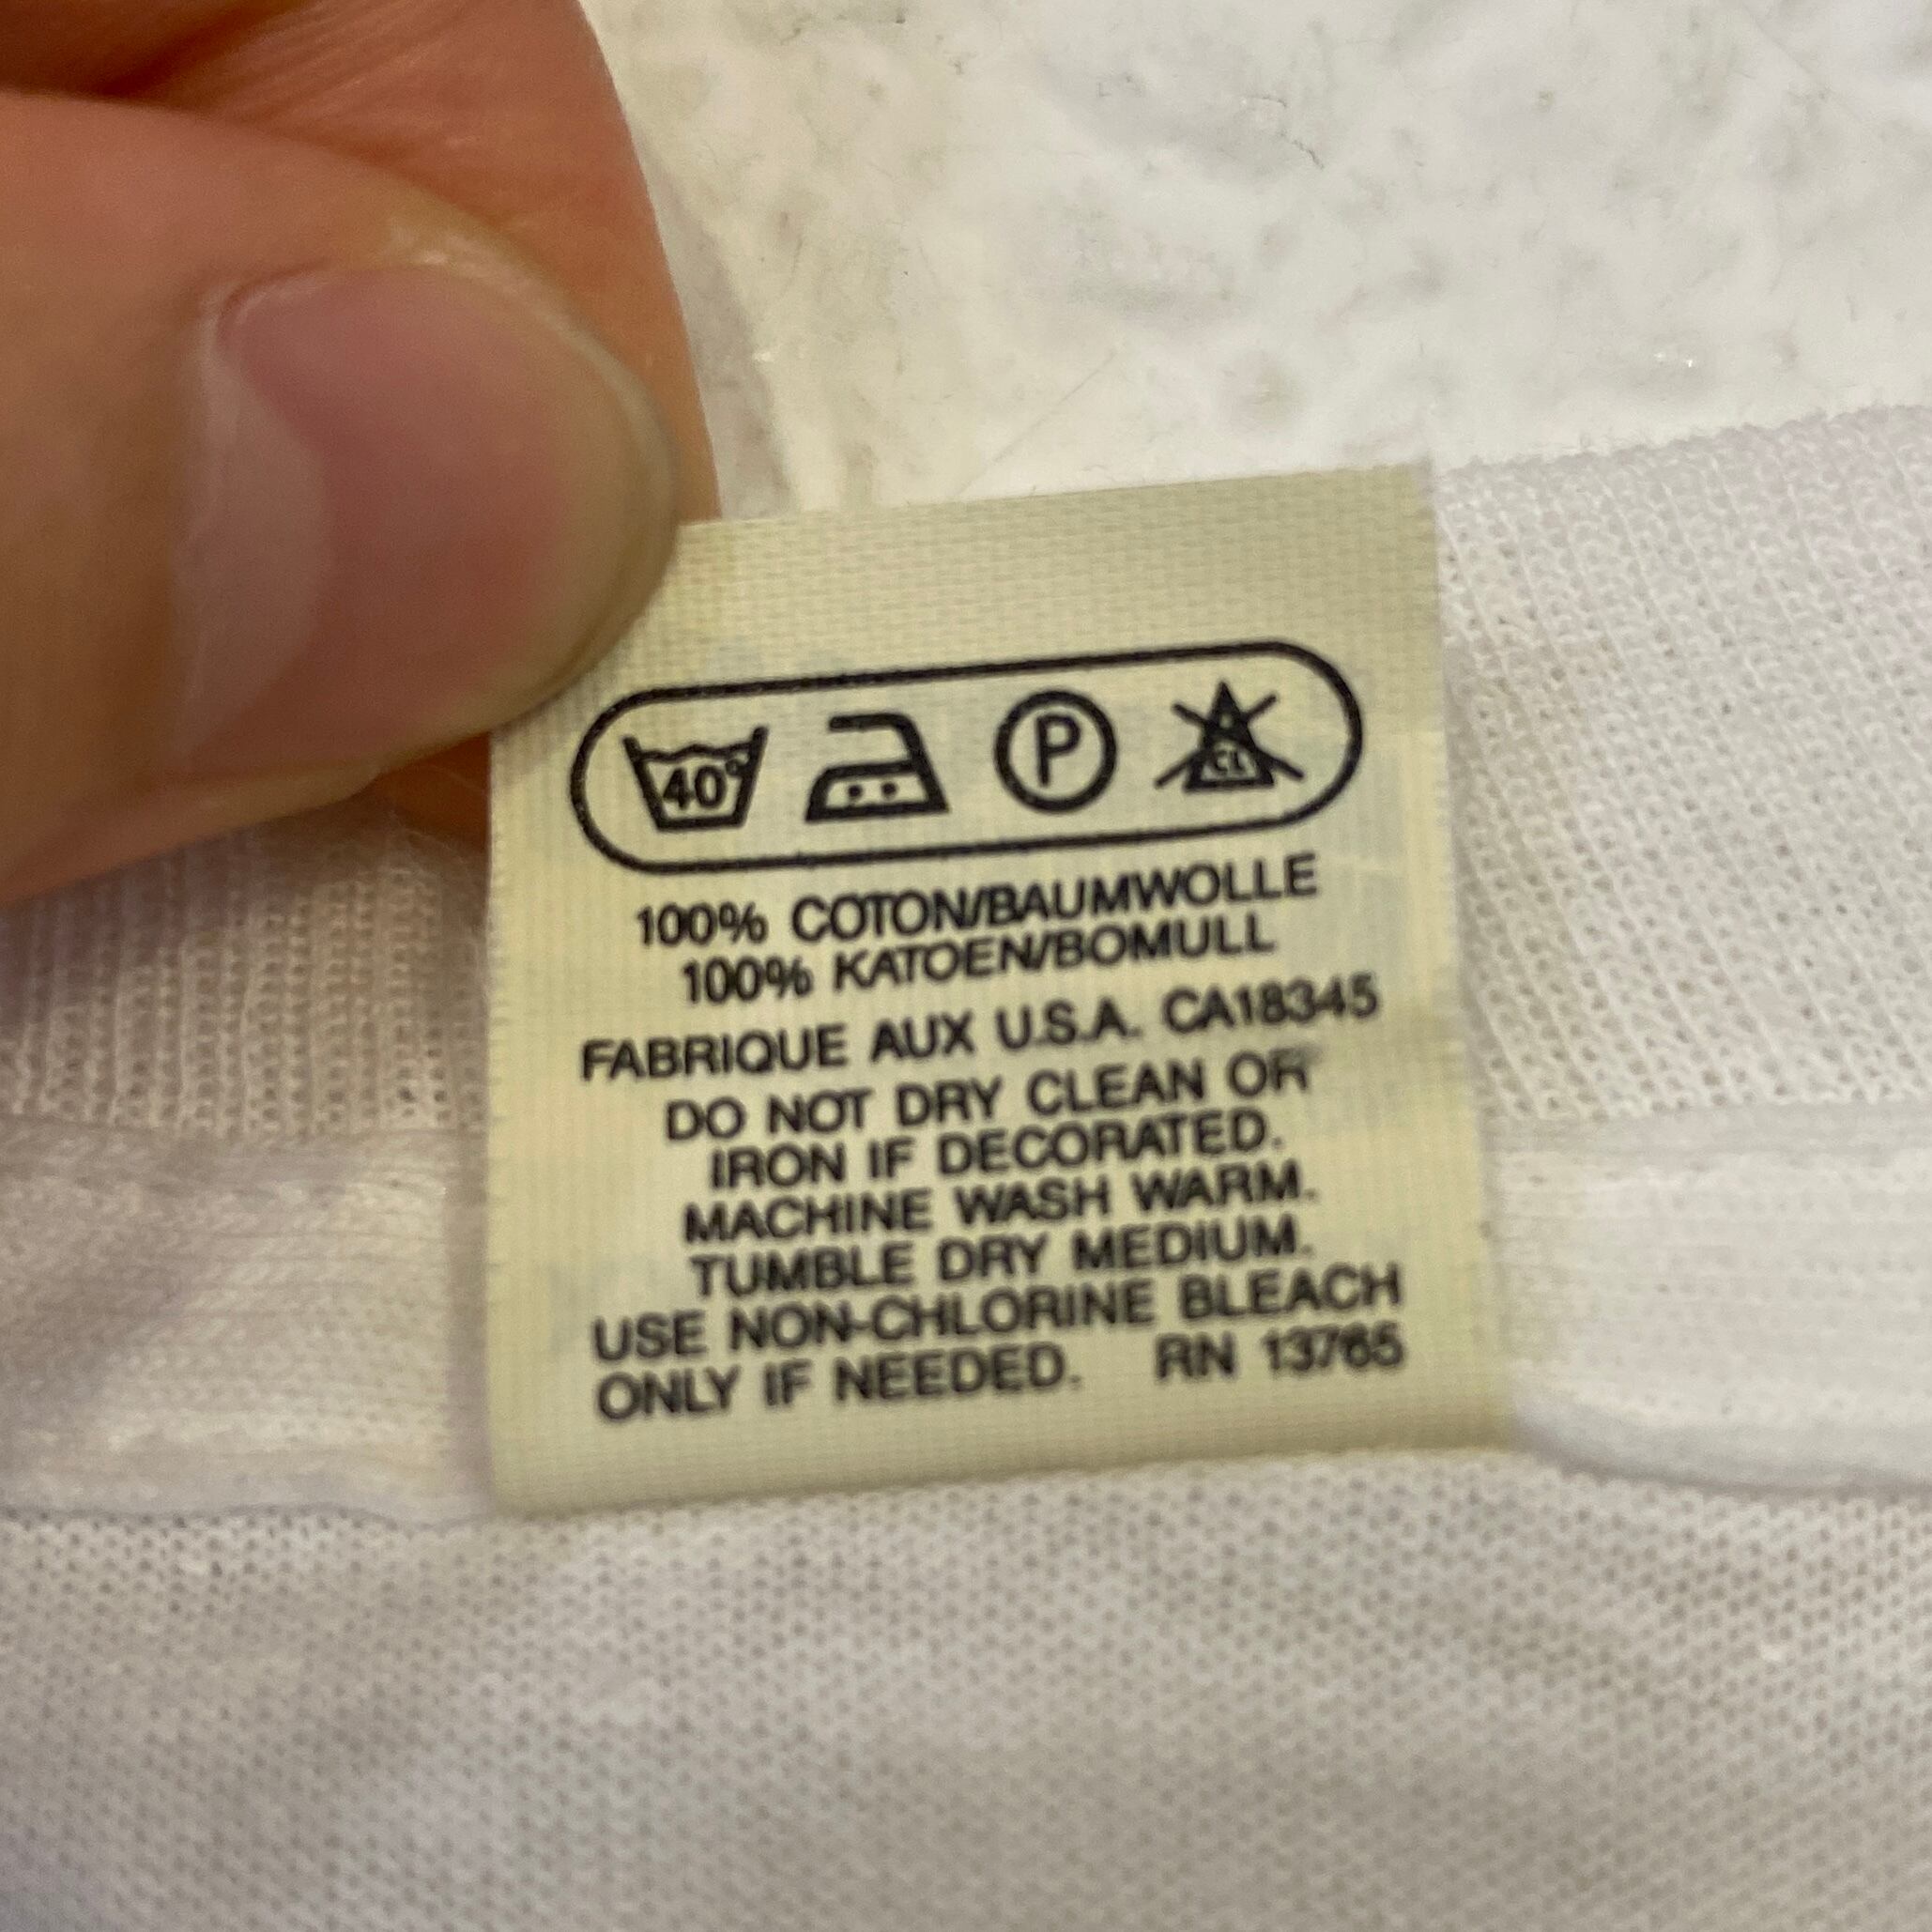 40°
P
CL
100% COTON/BAUMWOLLE
100% KATOEN/BOMULL
FABRIQUE AUX U.S.A. CA18345
DO NOT DRY CLEAN OR
IRON IF DECORATED.
MACHINE WASH WARM.
TUMBLE DRY MEDIUM.
USE NON-CHLORINE BLEACH
ONLY IF NEEDED. RN 13765